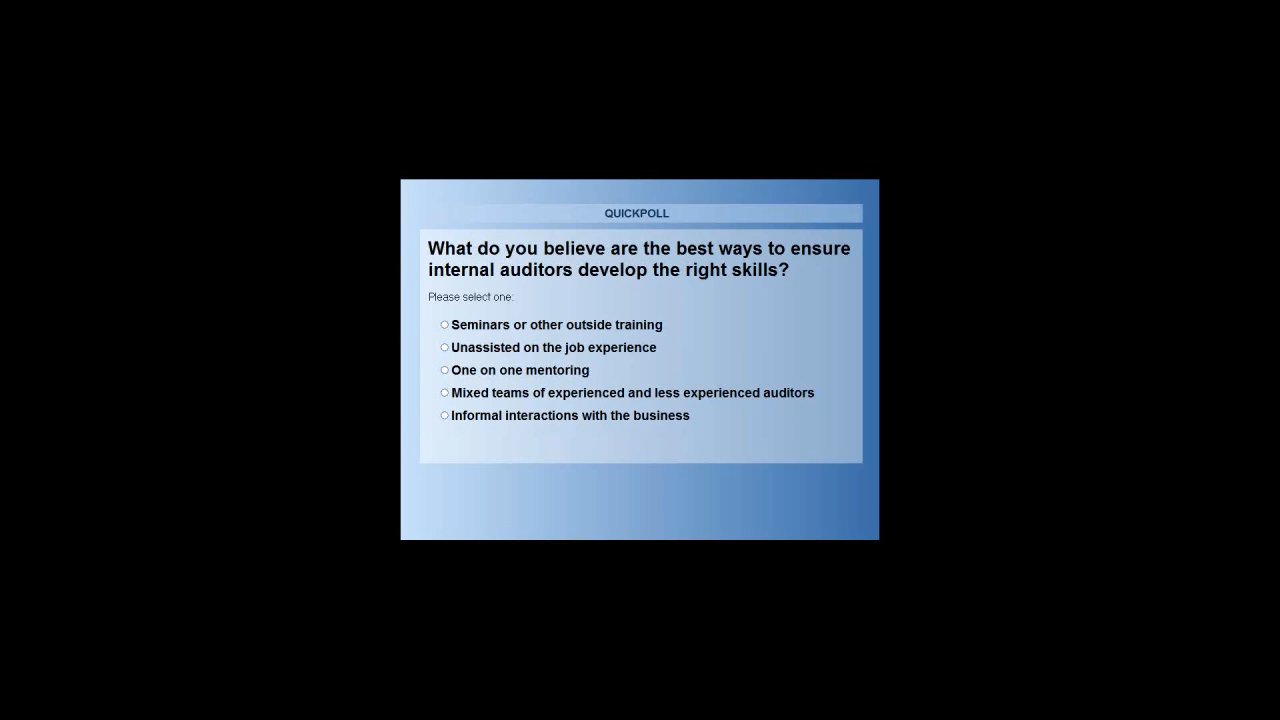 QUICKPOLL
What do you believe are the best ways to ensure
internal auditors develop the right skills?
Please select one:
Seminars or other outside training
Unassisted on the job experience
One on one mentoring
Mixed teams of experienced and less experienced auditors
Informal interactions with the business